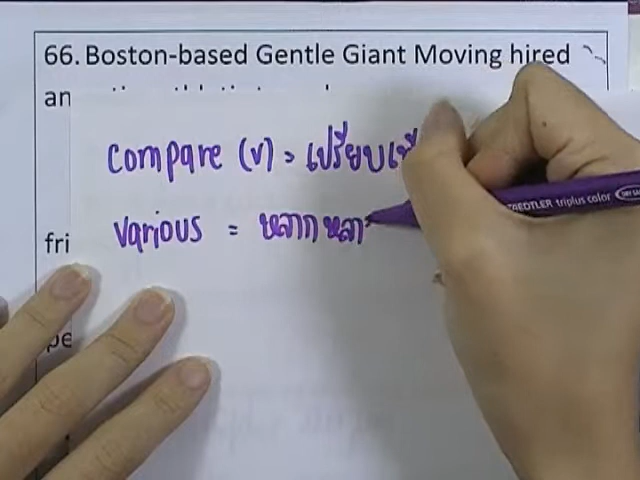 66. Boston-based Gentle Giant Moving hired
an
compare (v) = เปรียบเ
various = หลากหลา
fri
pe
fri
STAEDTLER triplus color